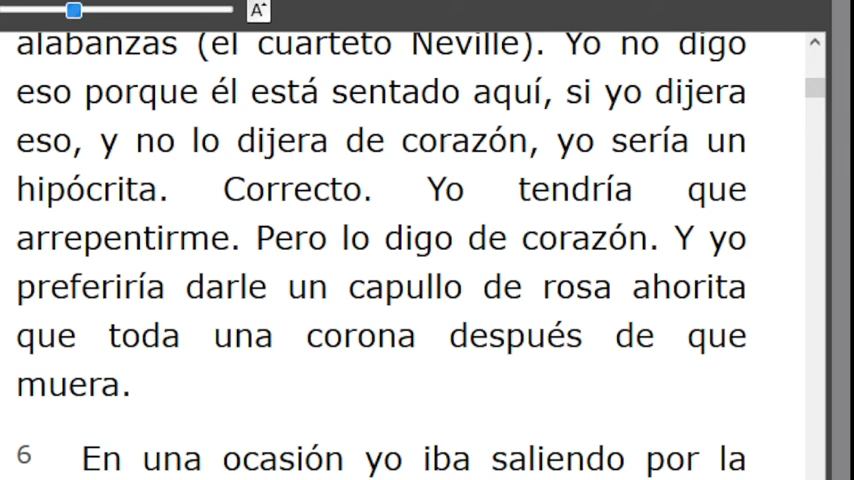 A
alabanzas (el cuarteto Neville). Yo no digo
eso porque él está sentado aquí, si yo dijera
eso, y no lo dijera de corazón, yo sería un
hipócrita. Correcto. Yo tendría que
arrepentirme. Pero lo digo de corazón. Y yo
preferiría darle un capullo de rosa ahorita
que toda una corona después de que
muera.
6 En una ocasión yo iba saliendo por la